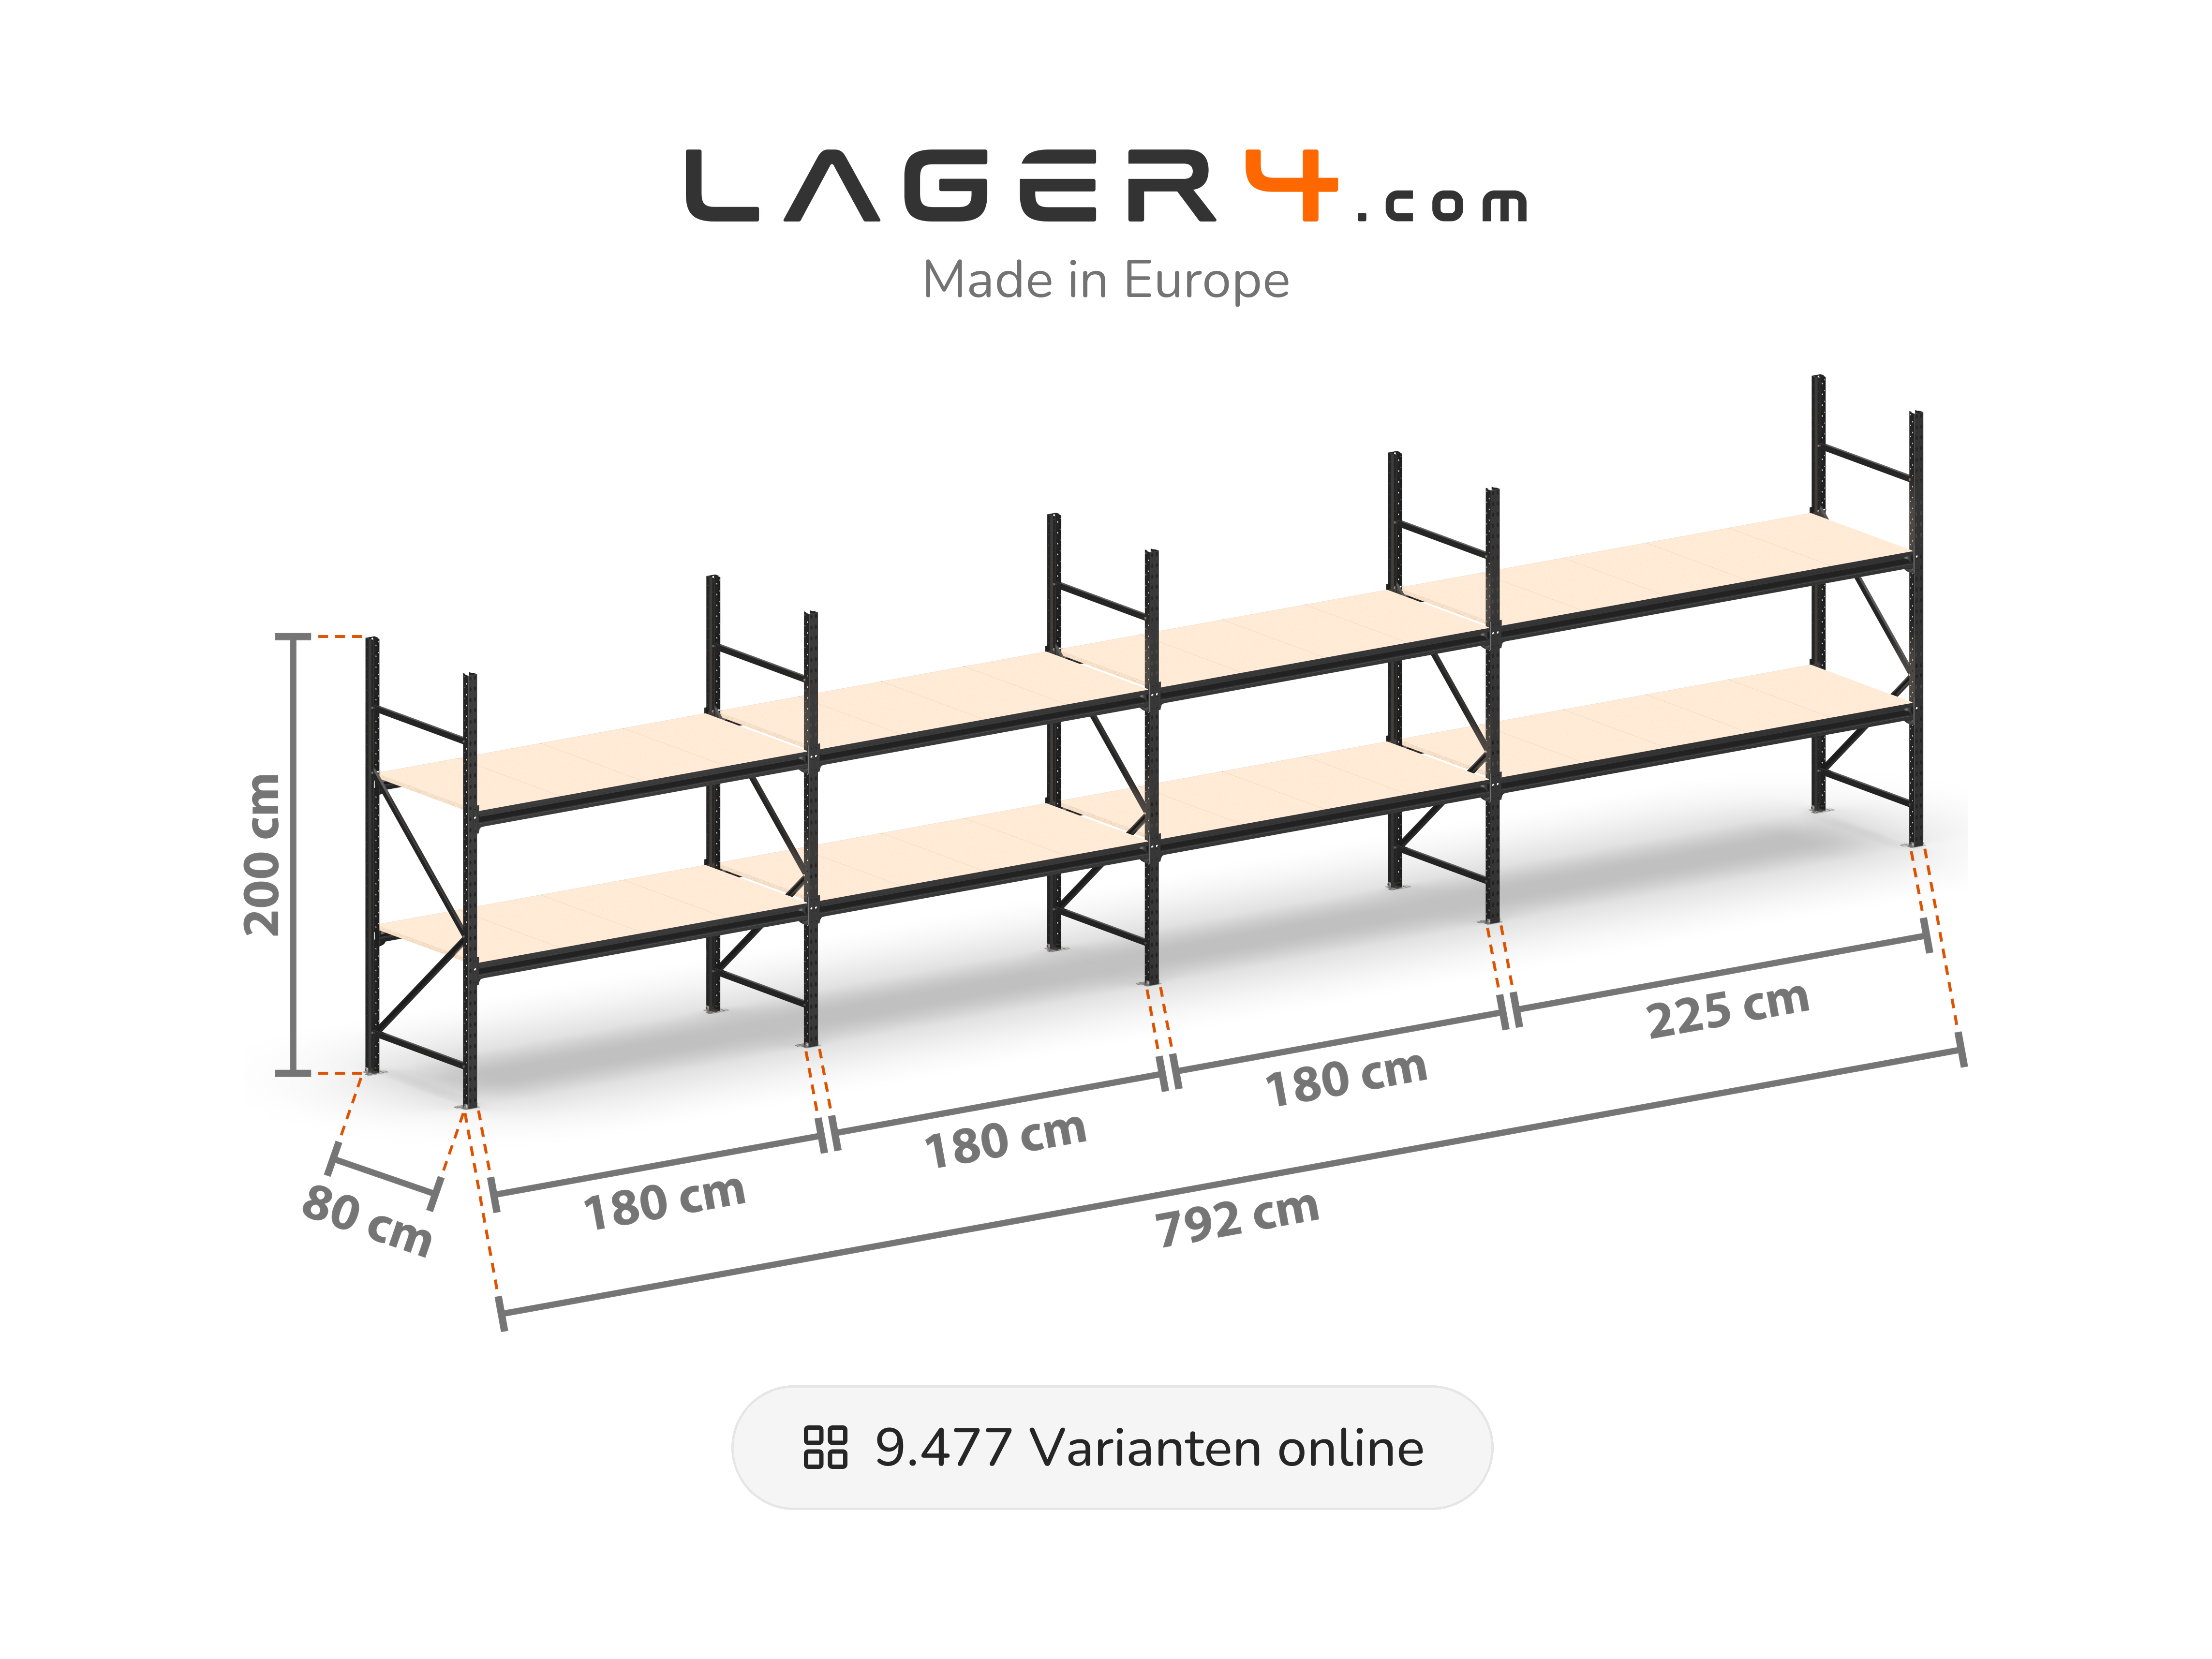 LAGER4.com
Made in Europe
200 cm
80 cm
180 cm
180 cm
180 cm
225 cm
792 cm
9.477 Varianten online